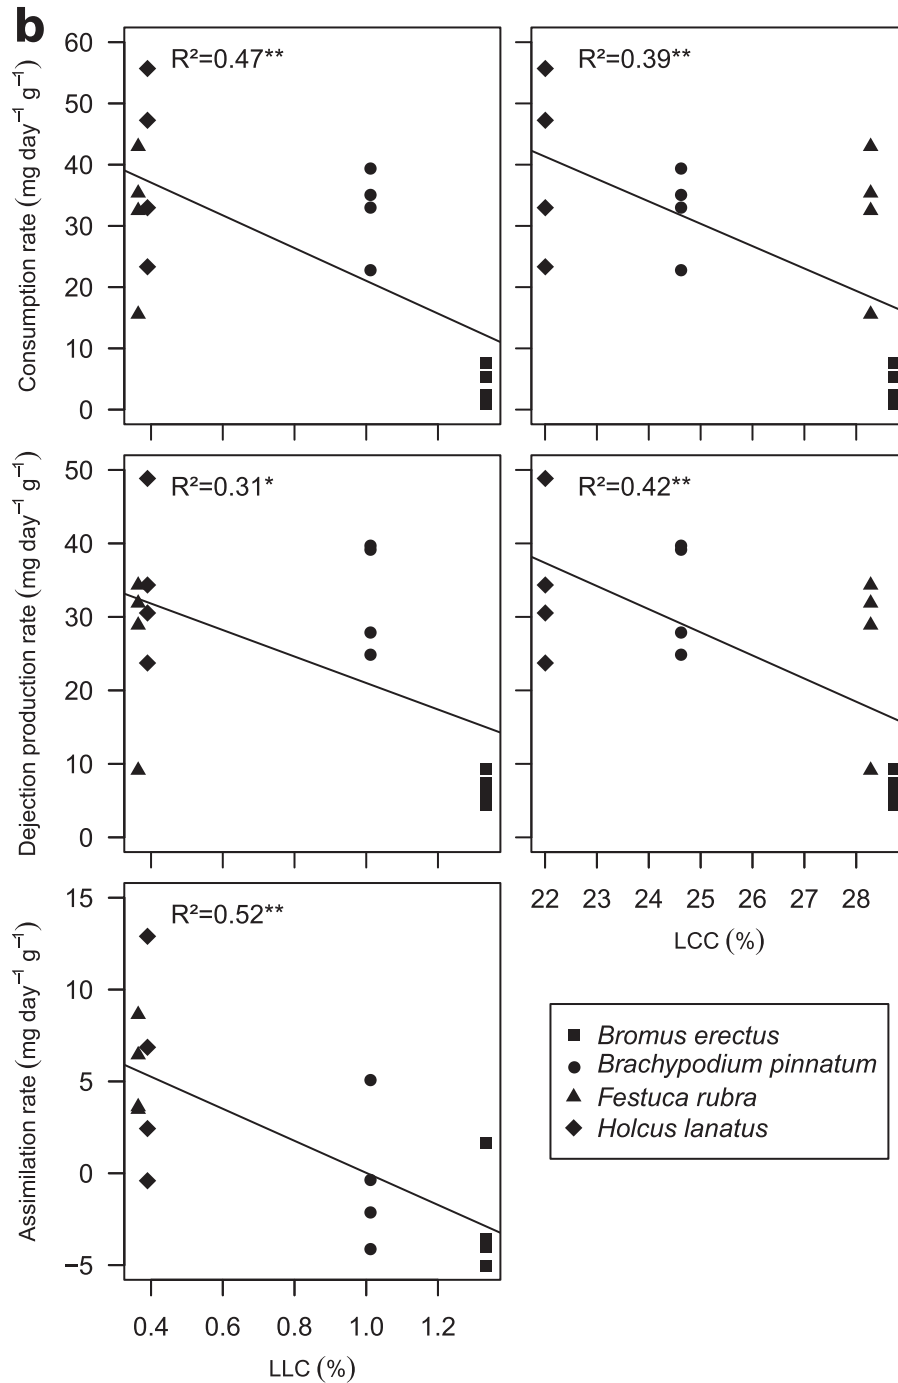 b
R²=0.47**
R²=0.39**
Consumption rate (mg day⁻¹ g⁻¹)
60
50
40
30
20
10
0
R²=0.31*
R²=0.42**
Dejection production rate (mg day⁻¹ g⁻¹)
50
40
30
20
10
0
22 23 24 25 26 27 28
LCC (%)
R²=0.52**
Assimilation rate (mg day⁻¹ g⁻¹)
15
10
5
0
−5
0.4 0.6 0.8 1.0 1.2
LLC (%)
Bromus erectus
Brachypodium pinnatum
Festuca rubra
Holcus lanatus